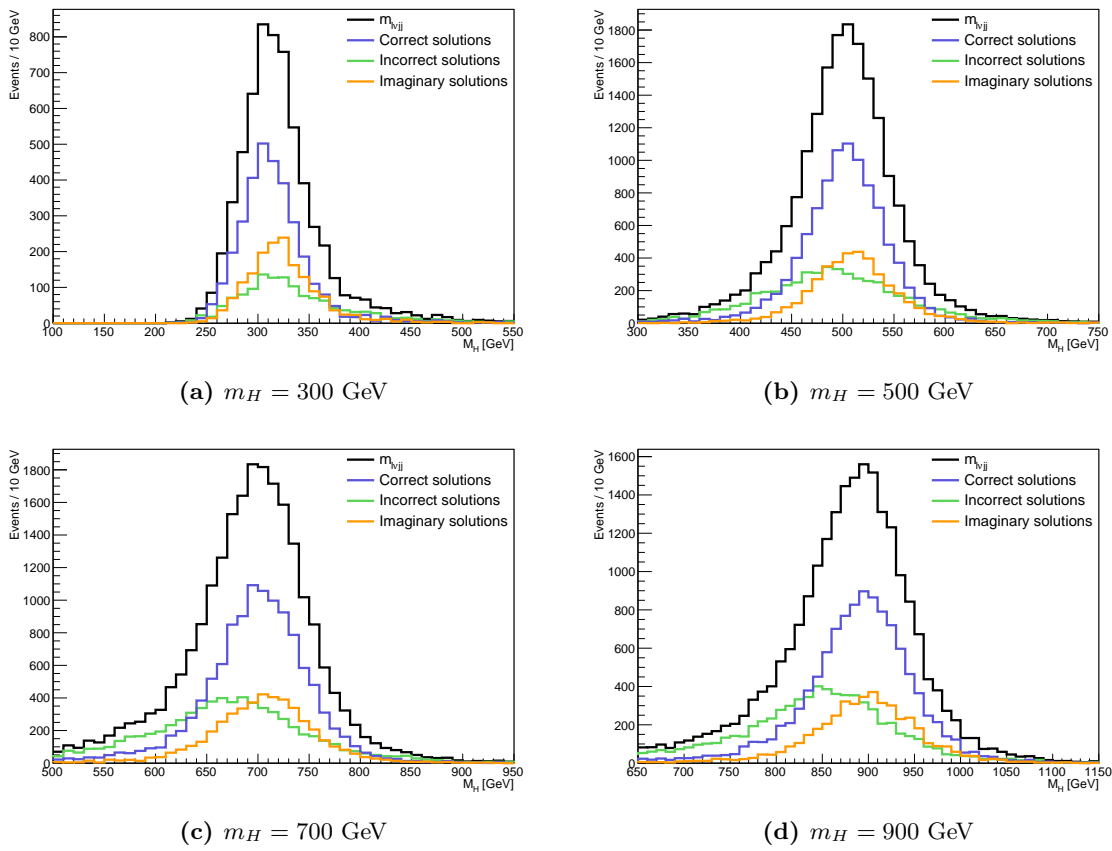 Events / 10 GeV
m_lνjj
Correct solutions
Incorrect solutions
Imaginary solutions
800
600
400
200
0
100 150 200 250 300 350 400 450 500 550
M_H [GeV]
(a) m_H = 300 GeV
Events / 10 GeV
m_lνjj
Correct solutions
Incorrect solutions
Imaginary solutions
1800
1600
1400
1200
1000
800
600
400
200
0
300 350 400 450 500 550 600 650 700 750
M_H [GeV]
(b) m_H = 500 GeV
Events / 10 GeV
m_lνjj
Correct solutions
Incorrect solutions
Imaginary solutions
1800
1600
1400
1200
1000
800
600
400
200
0
500 550 600 650 700 750 800 850 900 950
M_H [GeV]
(c) m_H = 700 GeV
Events / 10 GeV
m_lνjj
Correct solutions
Incorrect solutions
Imaginary solutions
1600
1400
1200
1000
800
600
400
200
0
650 700 750 800 850 900 950 1000 1050 1100 1150
M_H [GeV]
(d) m_H = 900 GeV